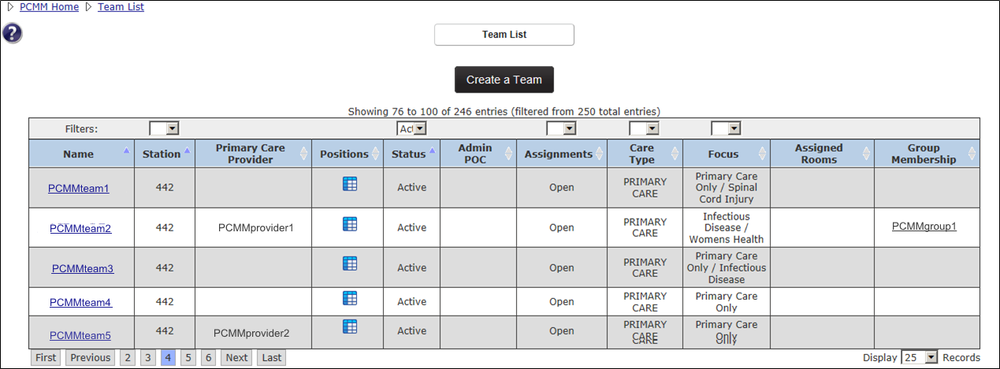 PCMM Home Team List
?
Team List
Create a Team
Showing 76 to 100 of 246 entries (filtered from 250 total entries)
Filters: Act
Name Station Primary Care Provider Positions Status Admin POC Assignments Care Type Focus Assigned Rooms Group Membership
PCMMteam1 442 Active Open PRIMARY CARE Primary Care Only / Spinal Cord Injury
PCMMteam2 442 PCMMprovider1 Active Open PRIMARY CARE Infectious Disease / Womens Health PCMMgroup1
PCMMteam3 442 Active Open PRIMARY CARE Primary Care Only / Infectious Disease
PCMMteam4 442 Active Open PRIMARY CARE Primary Care Only
PCMMteam5 442 PCMMprovider2 Active Open PRIMARY CARE Primary Care Only
First Previous 2 3 4 5 6 Next Last Display 25 Records